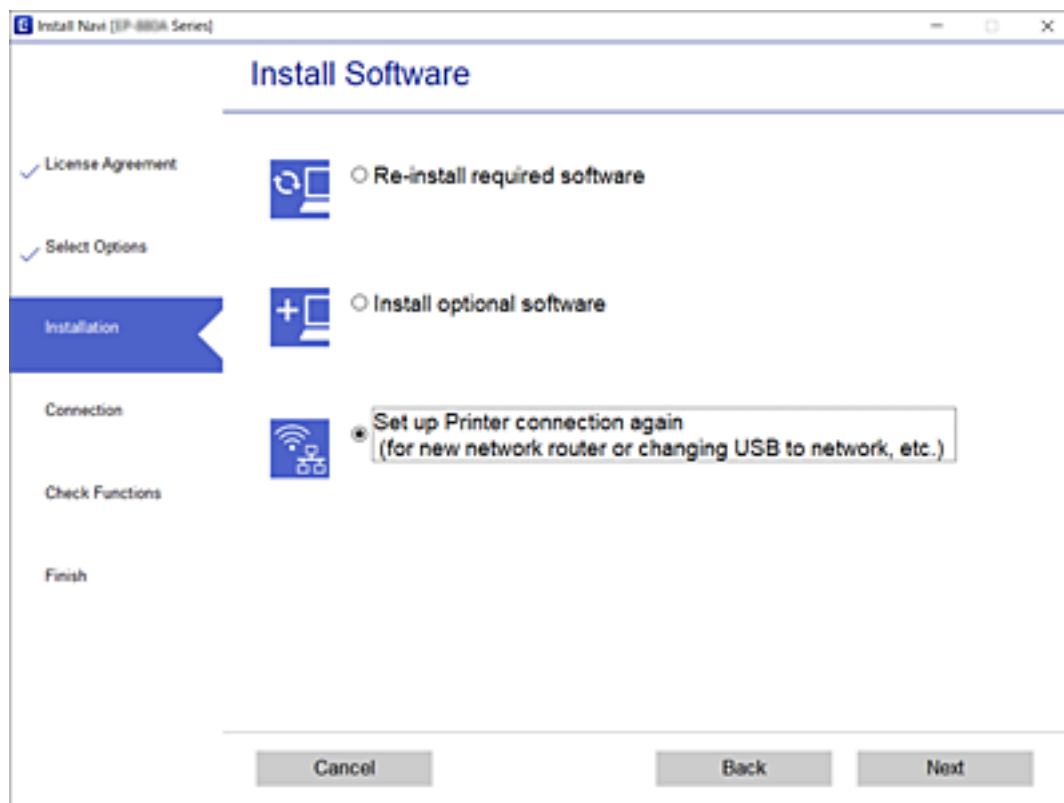 Install Navi [EP-880A Series]
Install Software
License Agreement
Select Options
Installation
Connection
Check Functions
Finish
Re-install required software
Install optional software
Set up Printer connection again
(for new network router or changing USB to network, etc.)
Cancel
Back
Next